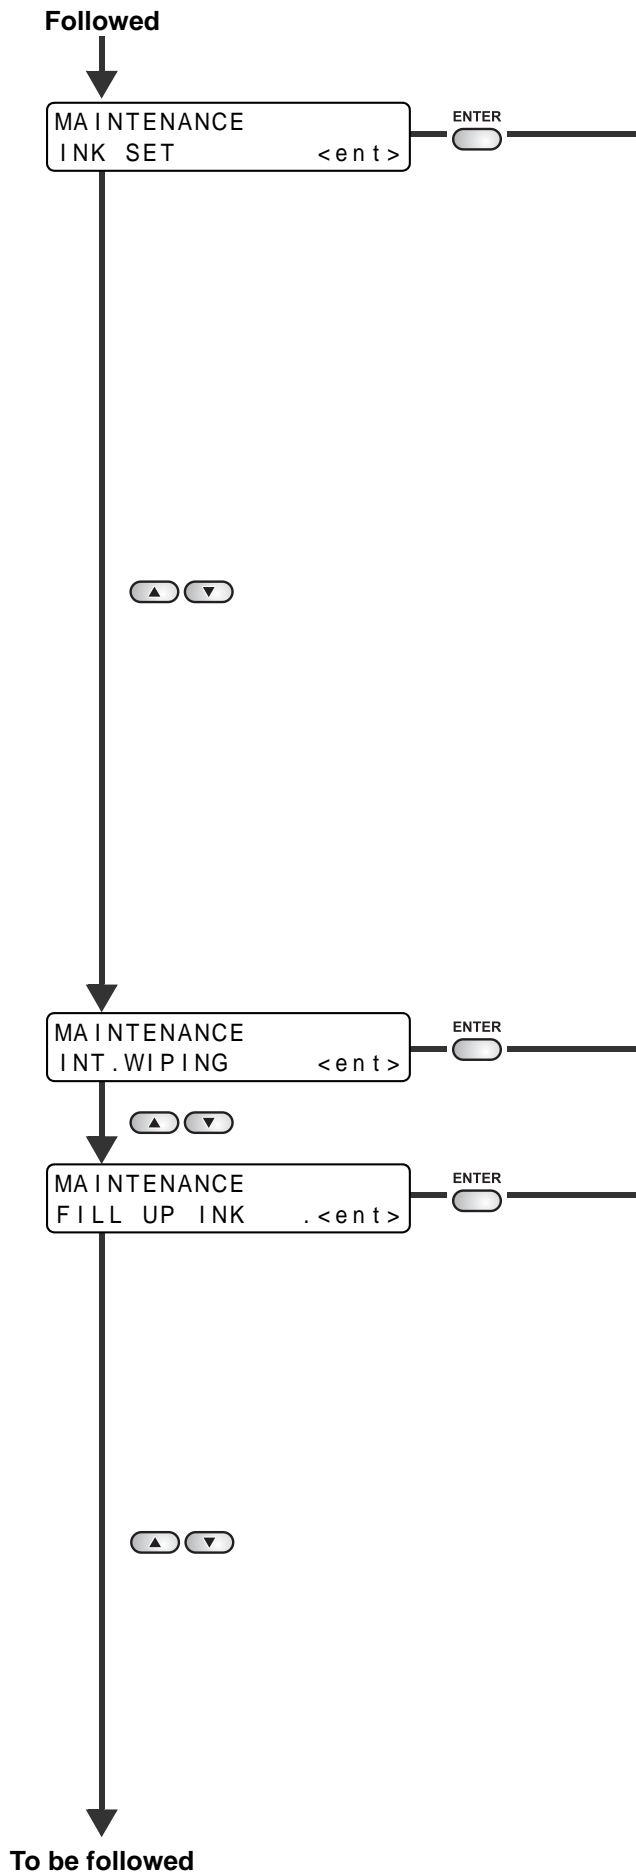 Followed
MAINTENANCE
ENTER
INK SET <ent>
MAINTENANCE
ENTER
INT.WIPING <ent>
MAINTENANCE
ENTER
FILL UP INK .<ent>
To be followed